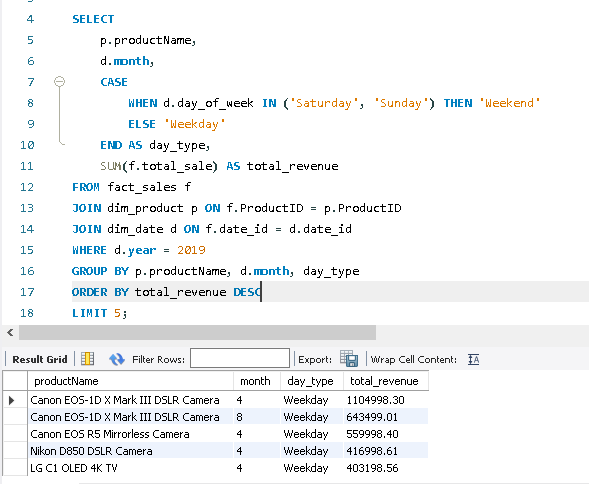 4 SELECT
5 p.productName,
6 d.month,
7 CASE
8 WHEN d.day_of_week IN ('Saturday', 'Sunday') THEN 'Weekend'
9 ELSE 'Weekday'
10 END AS day_type,
11 SUM(f.total_sale) AS total_revenue
12 FROM fact_sales f
13 JOIN dim_product p ON f.ProductID = p.ProductID
14 JOIN dim_date d ON f.date_id = d.date_id
15 WHERE d.year = 2019
16 GROUP BY p.productName, d.month, day_type
17 ORDER BY total_revenue DESC
18 LIMIT 5;
Result Grid Filter Rows: Export: Wrap Cell Content:
productName month day_type total_revenue
Canon EOS-1D X Mark III DSLR Camera 4 Weekday 1104998.30
Canon EOS-1D X Mark III DSLR Camera 8 Weekday 643499.01
Canon EOS R5 Mirrorless Camera 4 Weekday 559998.40
Nikon D850 DSLR Camera 4 Weekday 416998.61
LG C1 OLED 4K TV 4 Weekday 403198.56